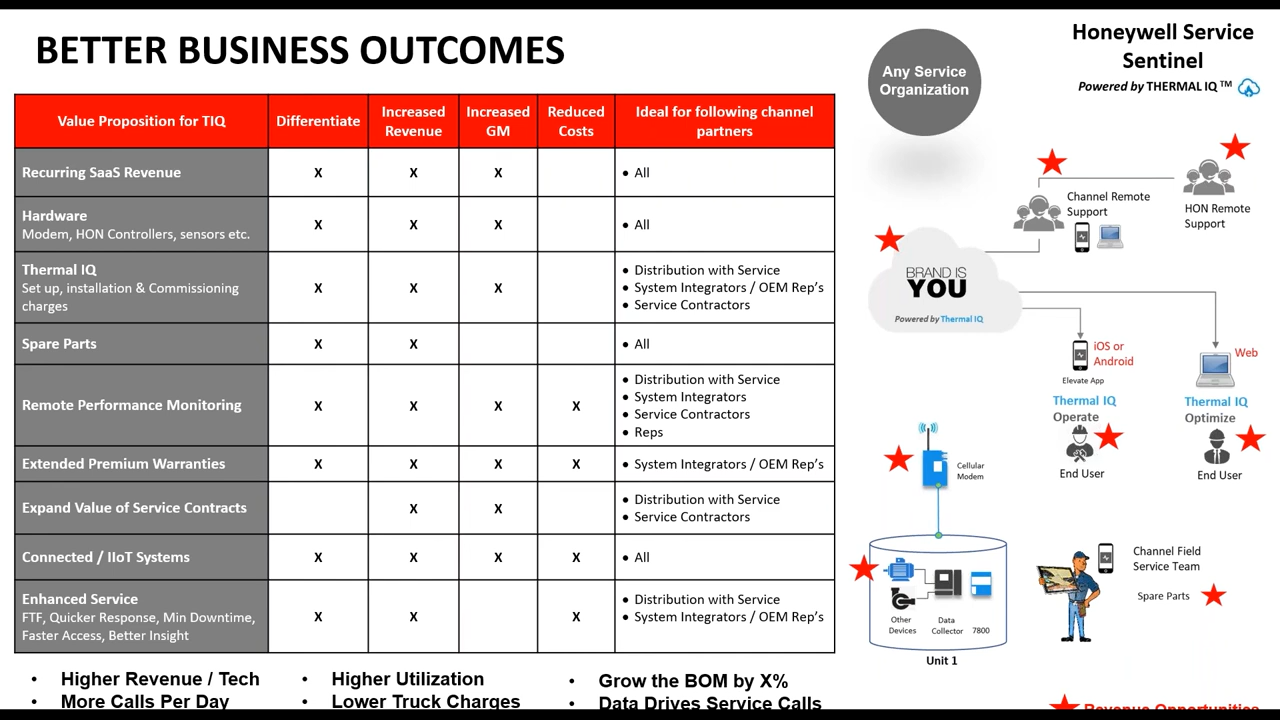 BETTER BUSINESS OUTCOMES
Value Proposition for TIQ
Differentiate
Increased
Revenue
Increased
GM
Reduced
Costs
Ideal for following channel
partners
Recurring SaaS Revenue
X X X
• All
Hardware
Modem, HON Controllers, sensors etc.
X X X
• All
Thermal IQ
Set up, installation & Commissioning
charges
X X X
• Distribution with Service
• System Integrators / OEM Rep's
• Service Contractors
Spare Parts
X X
• All
Remote Performance Monitoring
X X X X
• Distribution with Service
• System Integrators
• Service Contractors
• Reps
Extended Premium Warranties
X X X X
• System Integrators / OEM Rep's
Expand Value of Service Contracts
X X
• Distribution with Service
• Service Contractors
Connected / IIoT Systems
X X X X
• All
Enhanced Service
FTF, Quicker Response, Min Downtime,
Faster Access, Better Insight
X X X
• Distribution with Service
• System Integrators / OEM Rep's
• Higher Revenue / Tech
• More Calls Per Day
• Higher Utilization
• Lower Truck Charges
• Grow the BOM by X%
• Data Drives Service Calls
Any Service
Organization
Honeywell Service
Sentinel
Powered by THERMAL IQ™
Channel Remote
Support
HON Remote
Support
BRAND IS
YOU
Powered by Thermal IQ
iOS or
Android
Elevate App
Thermal IQ
Operate
End User
Web
Thermal IQ
Optimize
End User
Cellular
Modem
Other
Devices
Data
Collector
7800
Unit 1
Channel Field
Service Team
Spare Parts
Revenue Opportunities